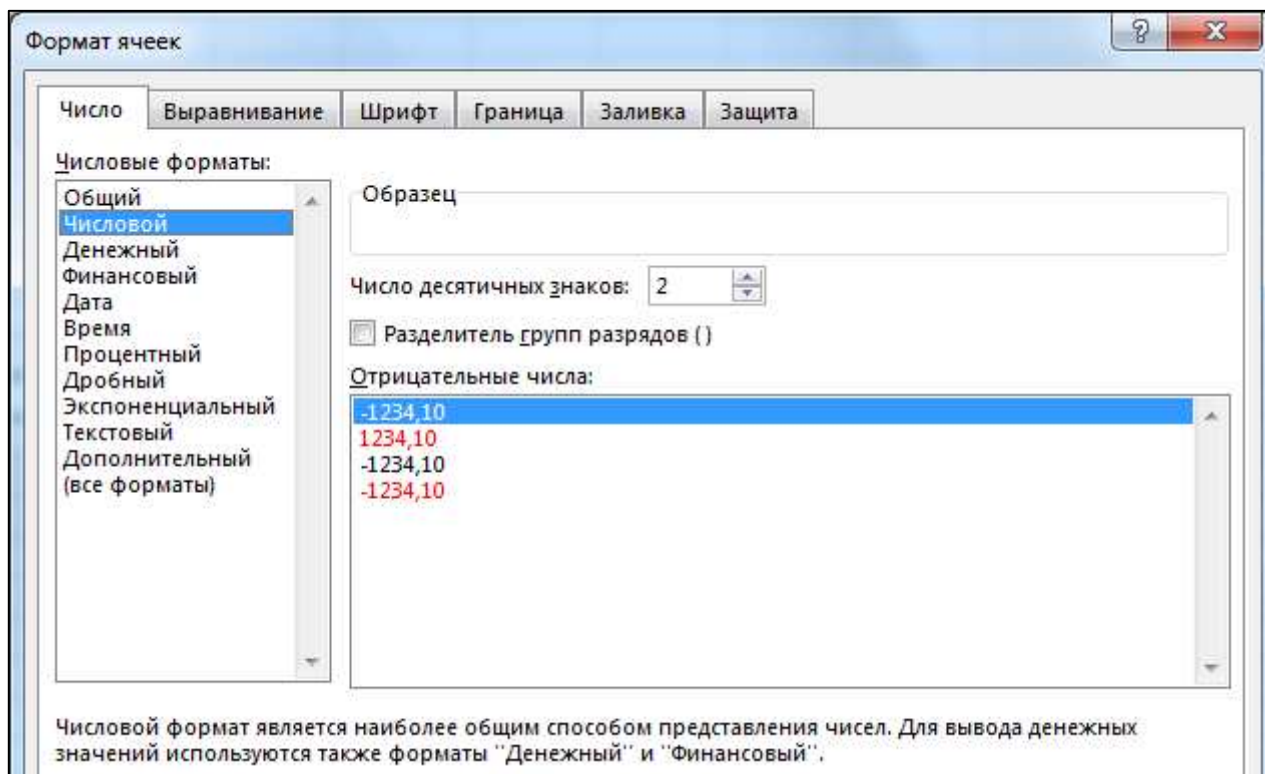 Формат ячеек
Число Выравнивание Шрифт Граница Заливка Защита
Числовые форматы:
Общий
Числовой
Денежный
Финансовый
Дата
Время
Процентный
Дробный
Экспоненциальный
Текстовый
Дополнительный
(все форматы)
Образец
Число десятичных знаков: 2
Разделитель групп разрядов ( )
Отрицательные числа:
-1234,10
1234,10
-1234,10
-1234,10
Числовой формат является наиболее общим способом представления чисел. Для вывода денежных
значений используются также форматы "Денежный" и "Финансовый".